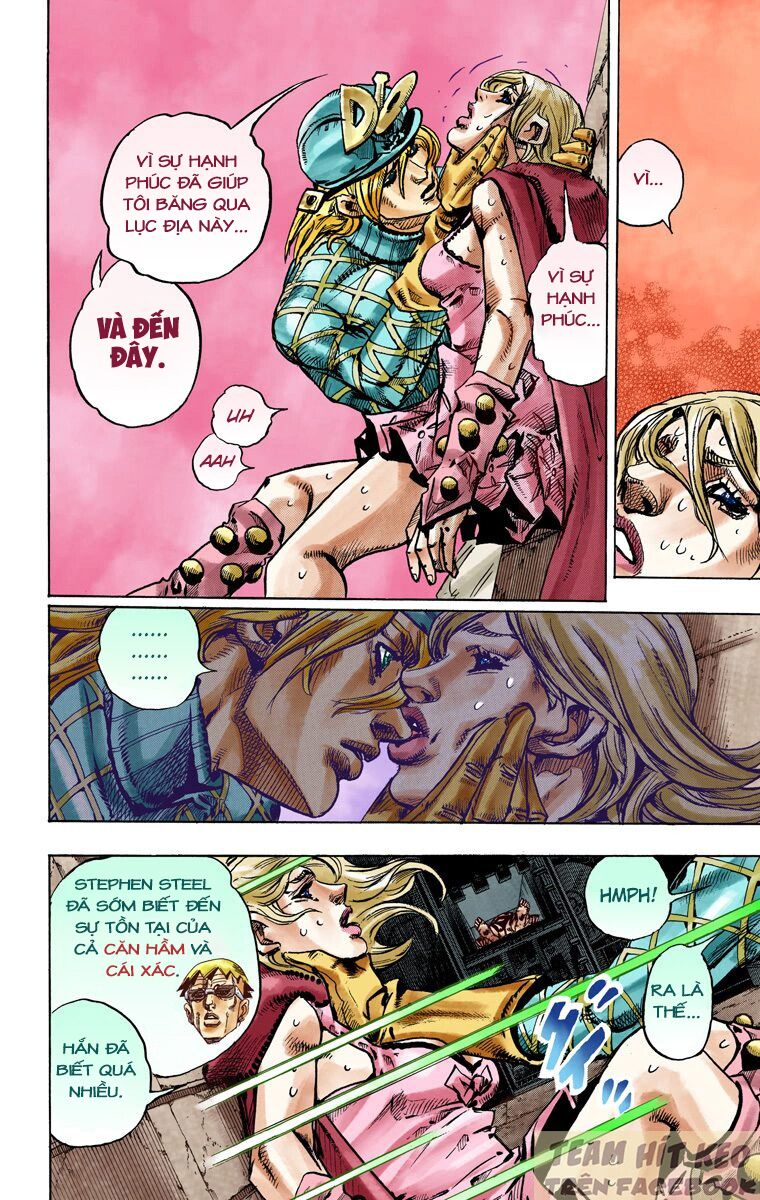 VÌ...
VÌ SỰ
HẠNH
PHÚC...
DIO
VÌ SỰ HẠNH
PHÚC ĐÃ GIÚP
TÔI BĂNG QUA
LỤC ĐỊA NÀY...
VÀ ĐẾN
ĐÂY.
UH
AAH
......
......
HMPH!
RA LÀ
THẾ...
STEPHEN STEEL
ĐÃ SỚM BIẾT ĐẾN
SỰ TỒN TẠI CỦA
CẢ CĂN HẦM VÀ
CÁI XÁC.
HẮN ĐÃ
BIẾT QUÁ
NHIỀU.
TEAM HÍT KEO
TRÊN FACEBOOK